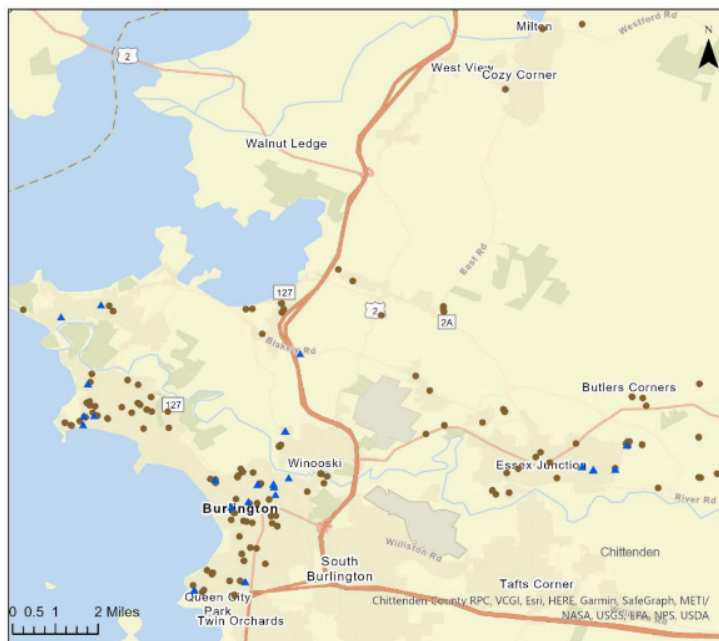 Milton
Westford Rd
N
2
West View
Cozy Corner
Walnut Ledge
East Rd
127
2
2A
Blakely Rd
Butlers Corners
127
Winooski
Essex Junction
River Rd
Burlington
Williston Rd
Chittenden
South
Burlington
Tafts Corner
Queen City
Park
Twin Orchards
0 0.5 1 2 Miles
Chittenden County RPC, VCGI, Esri, HERE, Garmin, SafeGraph, METI/
NASA, USGS, EPA, NPS, USDA